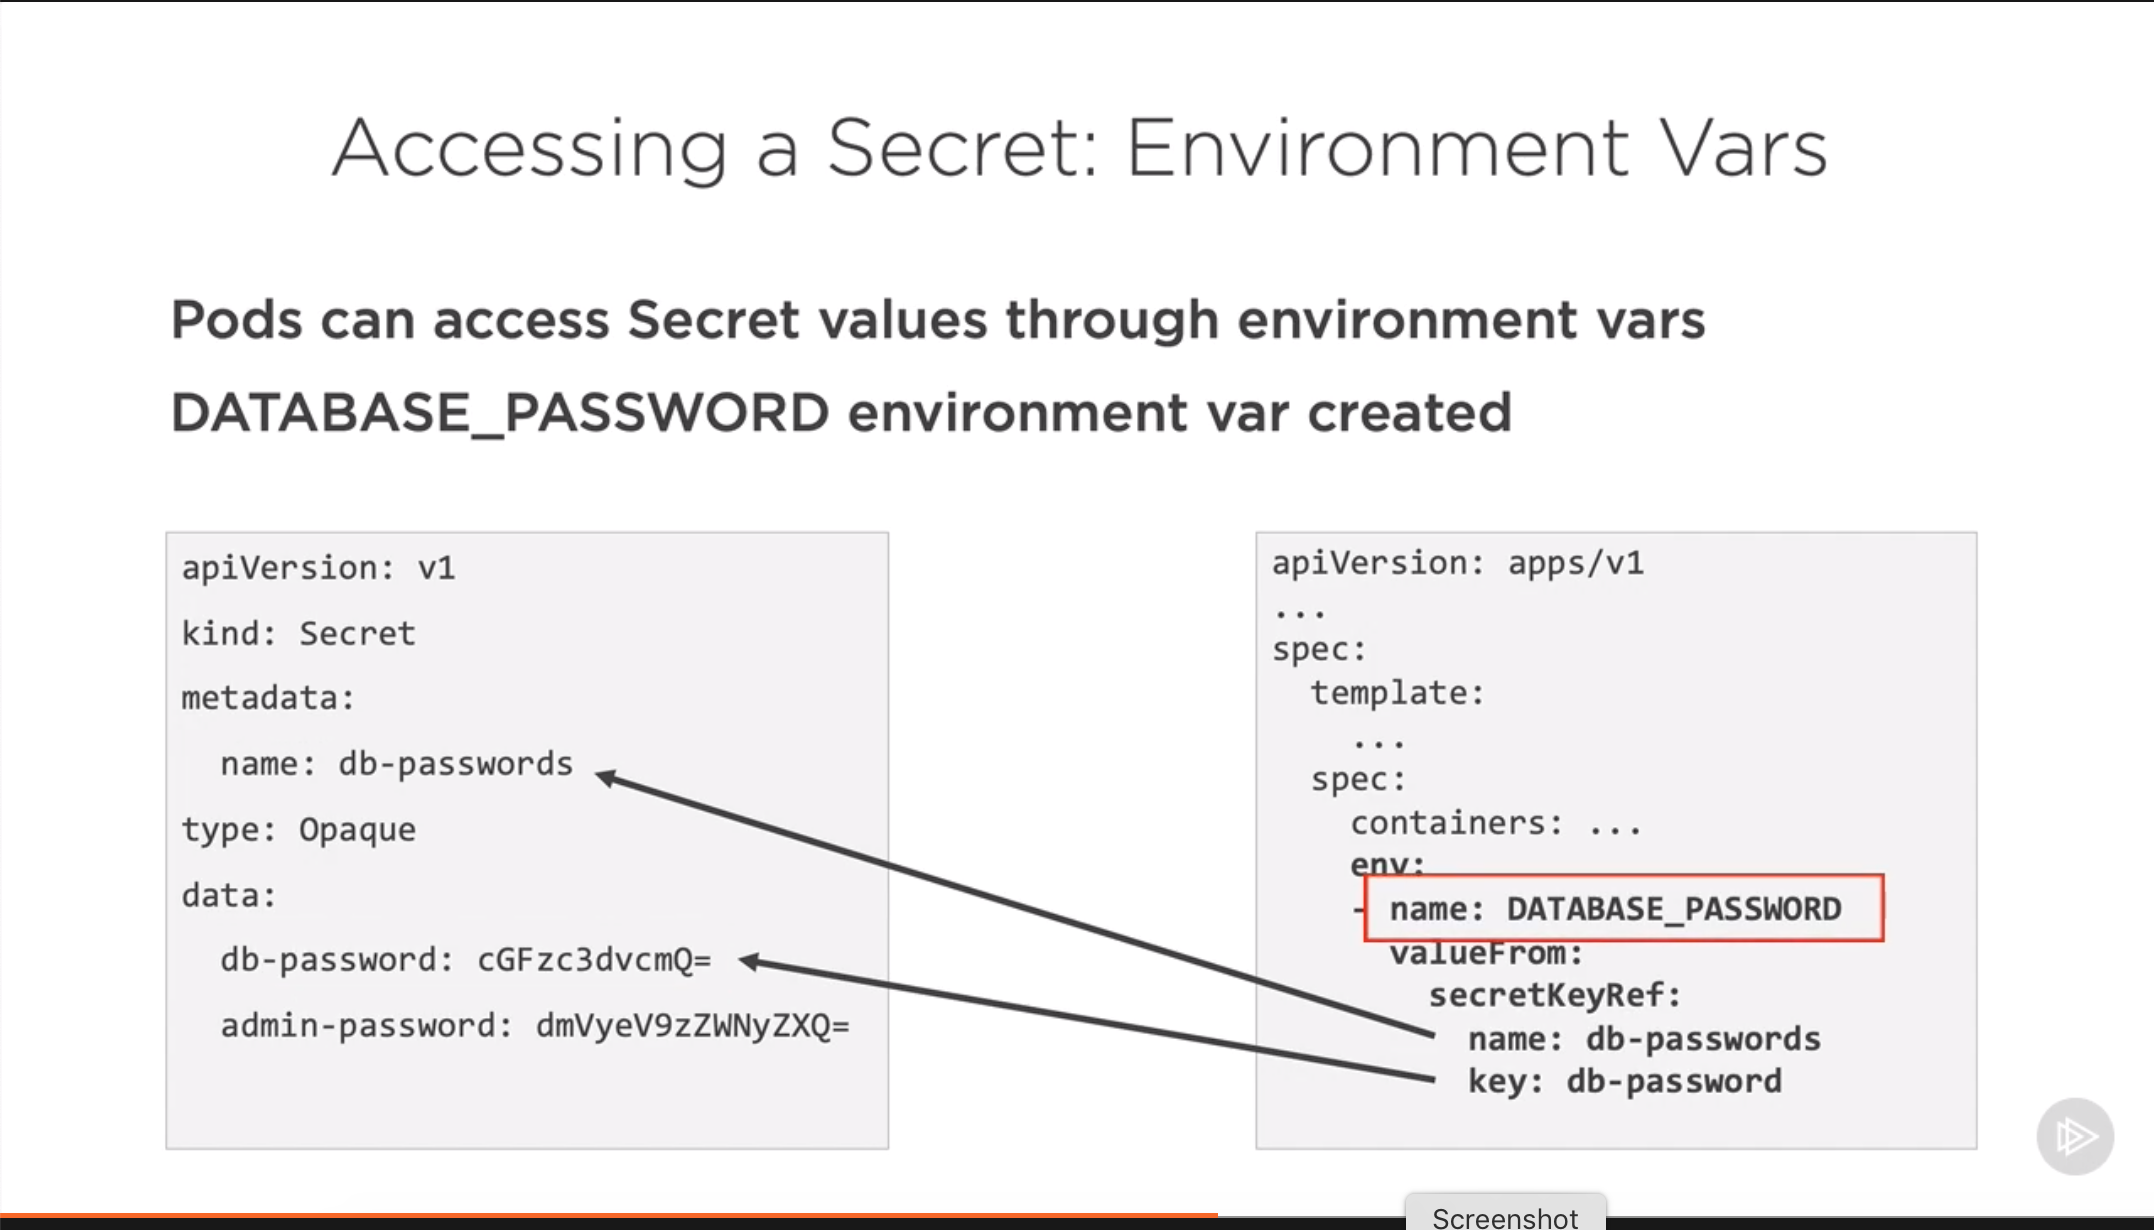 Accessing a Secret: Environment Vars
Pods can access Secret values through environment vars
DATABASE_PASSWORD environment var created
apiVersion: v1
kind: Secret
metadata:
  name: db-passwords
type: Opaque
data:
  db-password: cGFzc3dvcmQ=
  admin-password: dmVyeV9zZWNyZXQ=
apiVersion: apps/v1
...
spec:
  template:
    ...
  spec:
    containers: ...
    env:
    - name: DATABASE_PASSWORD
      valueFrom:
        secretKeyRef:
          name: db-passwords
          key: db-password
Screenshot